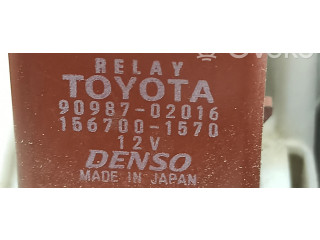 RELAY
TOYOTA
90987-02016
156700-1570
12V
DENSO
MADE IN JAPAN